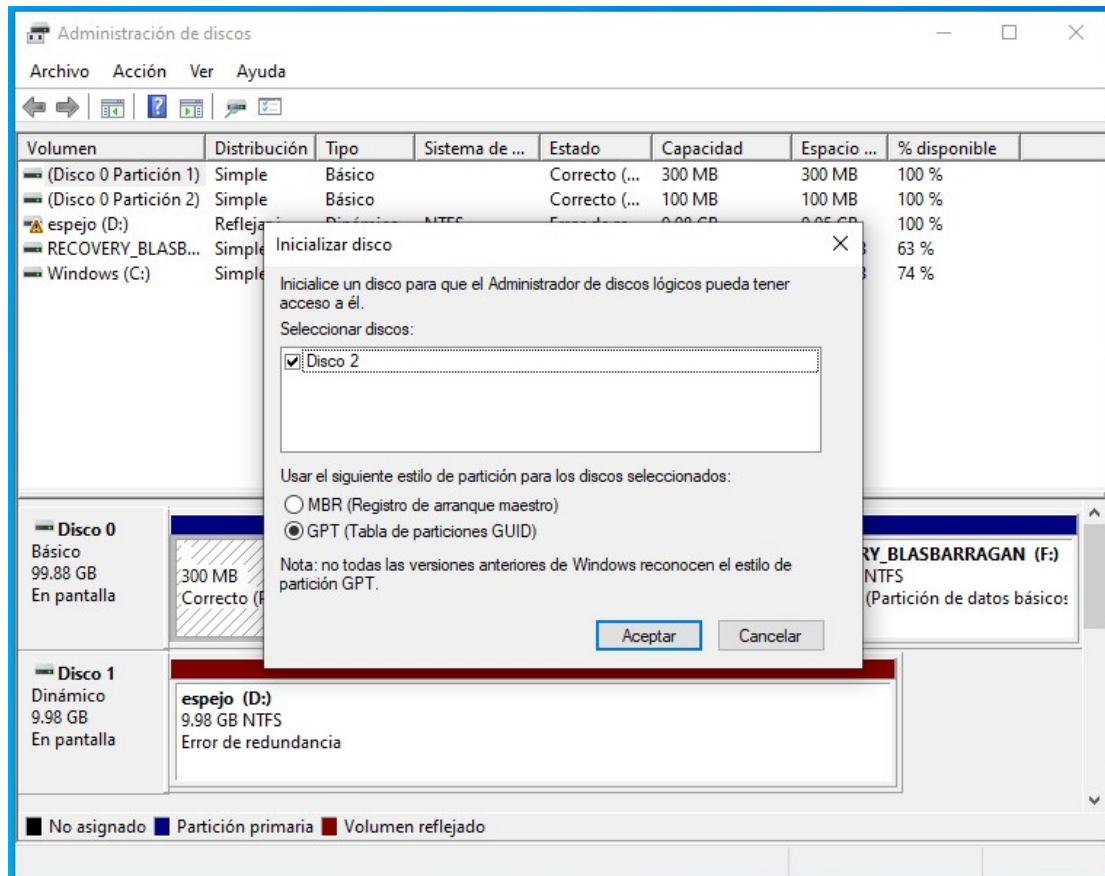 Administración de discos
Archivo Acción Ver Ayuda
Volumen Distribución Tipo Sistema de ... Estado Capacidad Espacio ... % disponible
(Disco 0 Partición 1) Simple Básico Correcto (... 300 MB 300 MB 100 %
(Disco 0 Partición 2) Simple Básico Correcto (... 100 MB 100 MB 100 %
espejo (D:) 100 %
RECOVERY_BLASB... Simple 63 %
Windows (C:) Simple 74 %
Inicializar disco
Inicialice un disco para que el Administrador de discos lógicos pueda tener
acceso a él.
Seleccionar discos:
Disco 2
Usar el siguiente estilo de partición para los discos seleccionados:
MBR (Registro de arranque maestro)
GPT (Tabla de particiones GUID)
Nota: no todas las versiones anteriores de Windows reconocen el estilo de
partición GPT.
Aceptar Cancelar
Disco 0
Básico
99.88 GB
En pantalla
300 MB
Correcto (
RY_BLASBARRAGAN (F:)
NTFS
(Partición de datos básicos
Disco 1
Dinámico
9.98 GB
En pantalla
espejo (D:)
9.98 GB NTFS
Error de redundancia
No asignado Partición primaria Volumen reflejado